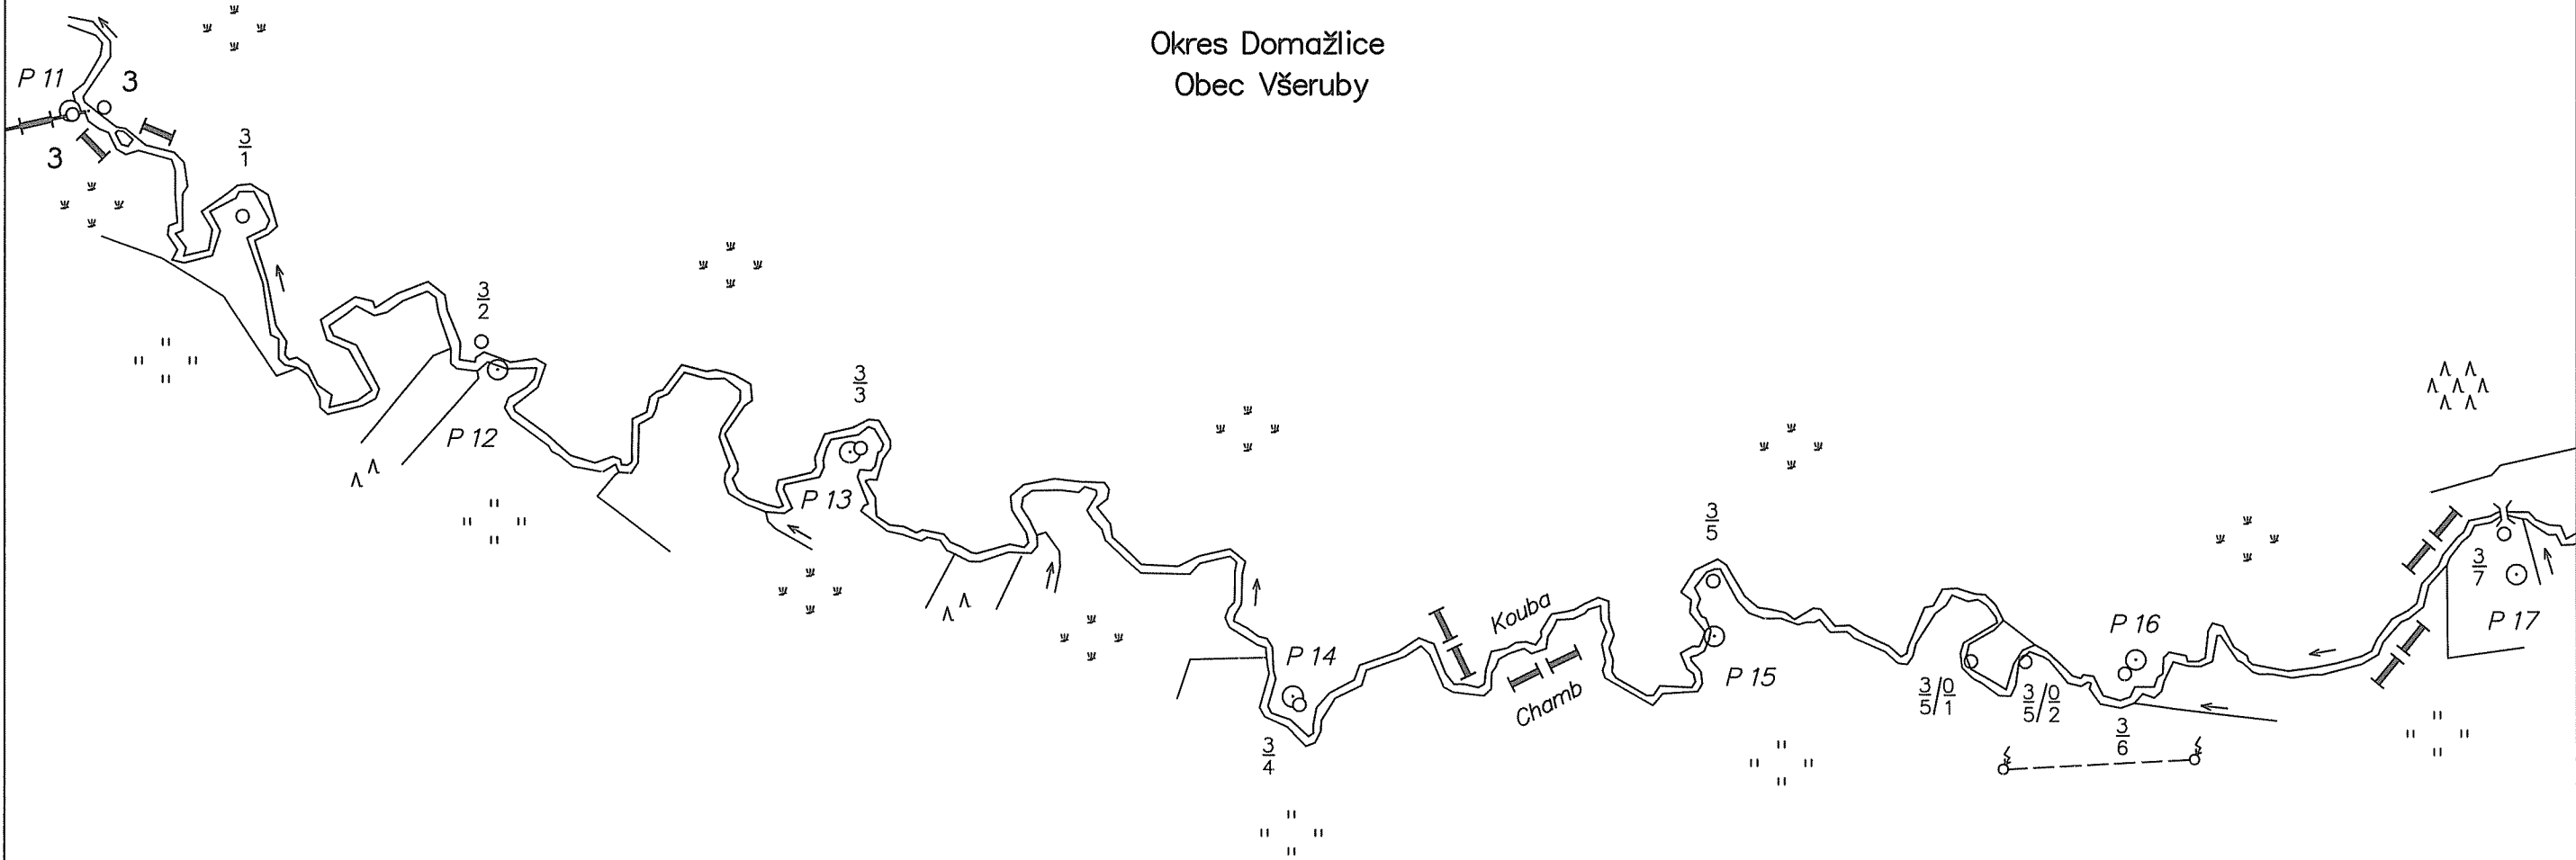 Okres Domažlice
Obec Všeruby
P 11
3
3
3/1
3/2
P 12
3/3
P 13
3/4
P 14
Kouba
Chamb
3/5
P 15
3/5/0/1
3/5/0/2
P 16
3/6
3/7
P 17